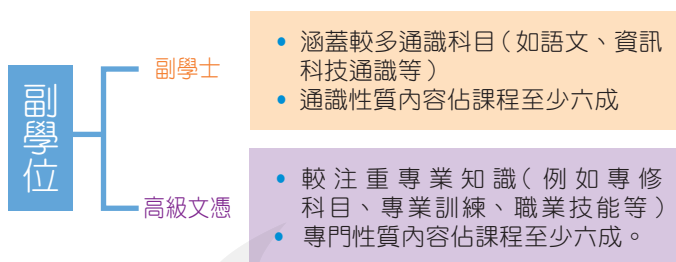 副學位
副學士
• 涵蓋較多通識科目(如語文、資訊
科技通識等)
• 通識性質內容佔課程至少六成
高級文憑
• 較注重專業知識(例如專修
科目、專業訓練、職業技能等)
• 專門性質內容佔課程至少六成。